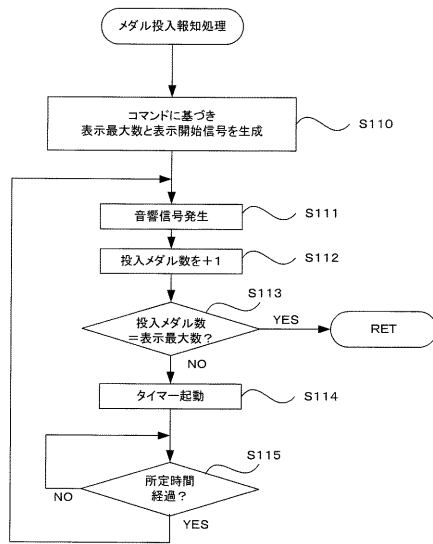 メダル投入報知処理
コマンドに基づき
表示最大数と表示開始信号を生成
S110
音響信号発生
S111
投入メダル数を+1
S112
S113
投入メダル数
=表示最大数?
YES
RET
NO
タイマー起動
S114
S115
所定時間
経過?
NO
YES